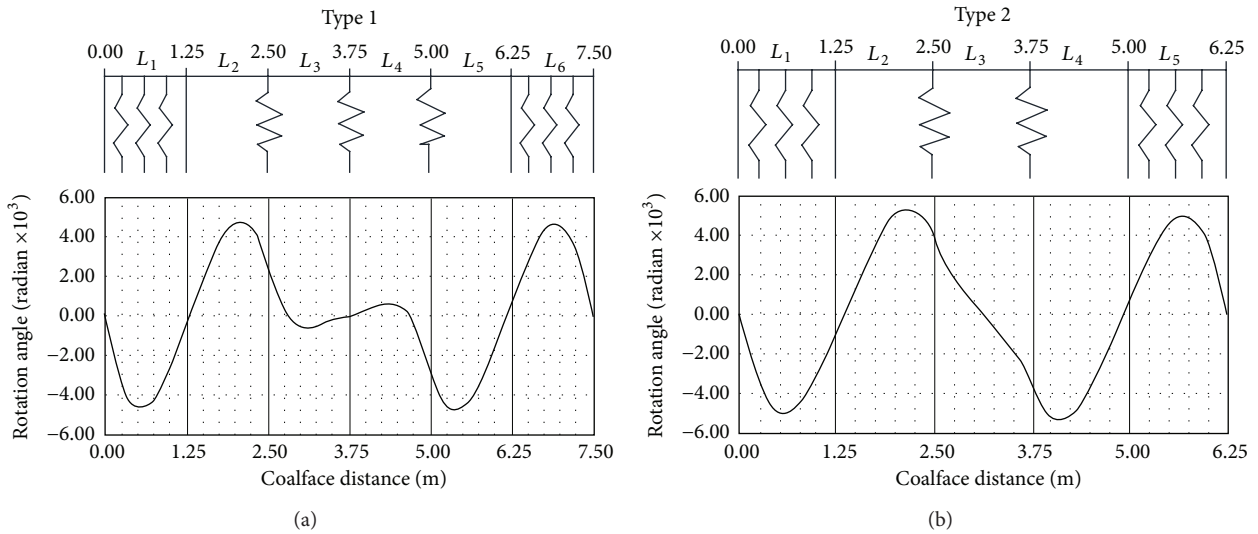 Type 1
0.00 L1 1.25 L2 2.50 L3 3.75 L4 5.00 L5 6.25 L6 7.50
Rotation angle (radian ×10³)
6.00
4.00
2.00
0.00
−2.00
−4.00
−6.00
0.00 1.25 2.50 3.75 5.00 6.25 7.50
Coalface distance (m)
(a)
Type 2
0.00 L1 1.25 L2 2.50 L3 3.75 L4 5.00 L5 6.25
Rotation angle (radian ×10³)
6.00
4.00
2.00
0.00
−2.00
−4.00
−6.00
0.00 1.25 2.50 3.75 5.00 6.25
Coalface distance (m)
(b)